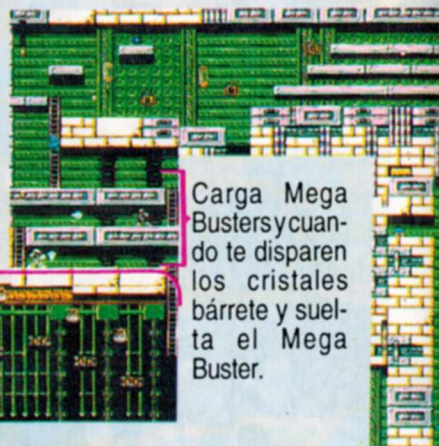 Carga Mega
Bustersycuan-
do te disparen
los cristales
bárrete y suel-
ta el Mega
Buster.